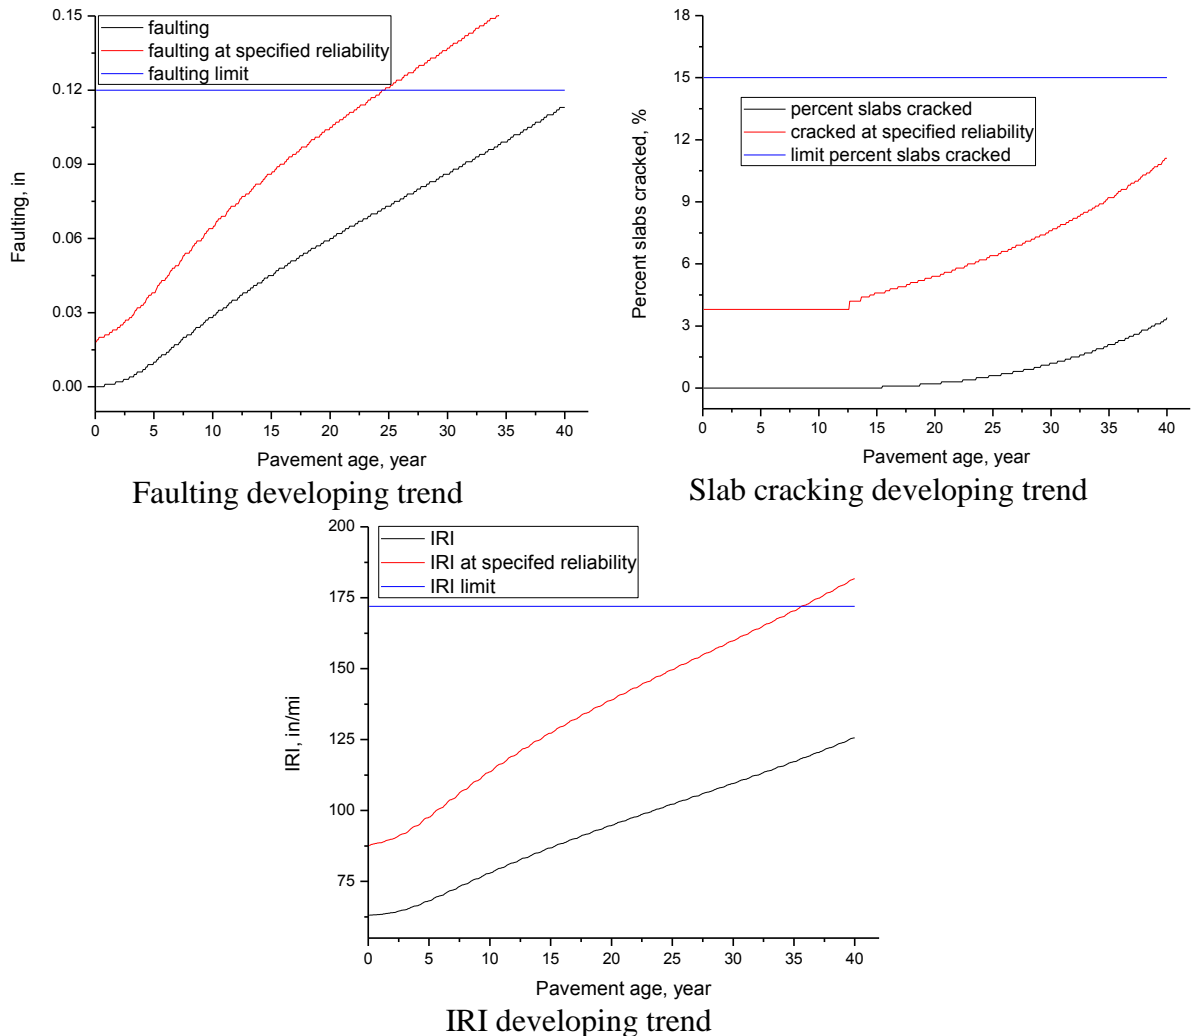 0.15
0.12
0.09
0.06
0.03
0.00
Faulting, in
faulting
faulting at specified reliability
faulting limit
0 5 10 15 20 25 30 35 40
Pavement age, year
Faulting developing trend
18
15
12
9
6
3
0
Percent slabs cracked, %
percent slabs cracked
cracked at specified reliability
limit percent slabs cracked
0 5 10 15 20 25 30 35 40
Pavement age, year
Slab cracking developing trend
200
175
150
125
100
75
IRI, in/mi
IRI
IRI at specifed reliability
IRI limit
0 5 10 15 20 25 30 35 40
Pavement age, year
IRI developing trend